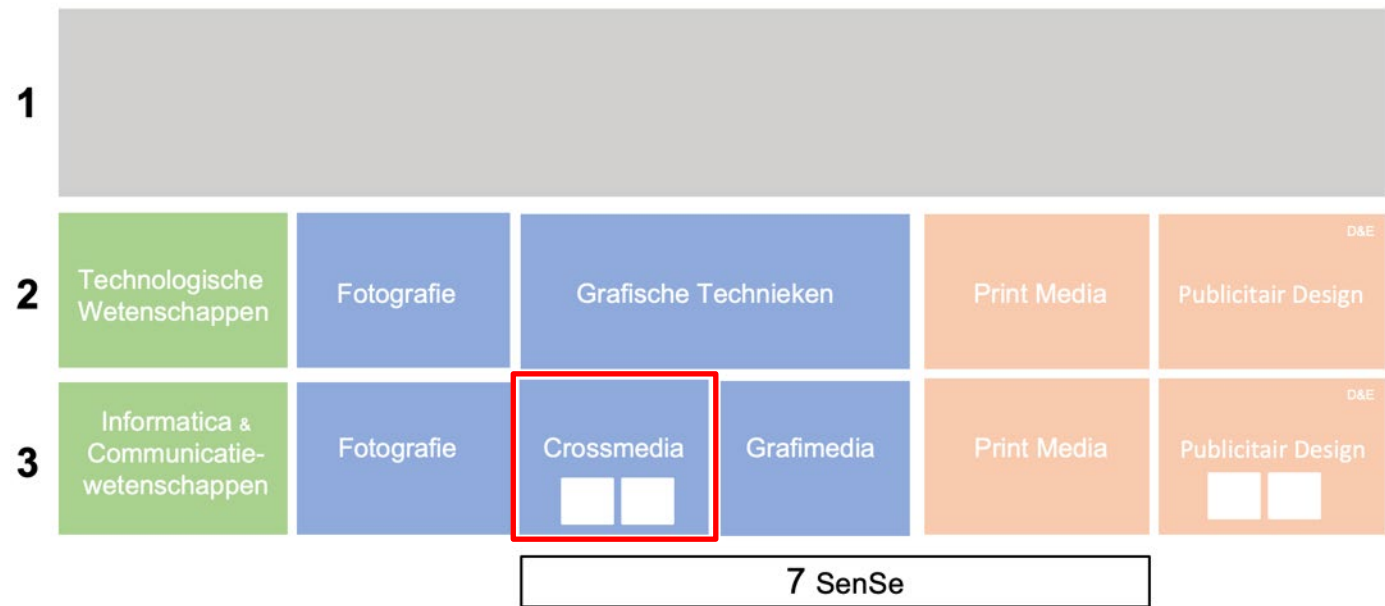 1
2
Technologische
Wetenschappen
Fotografie
Grafische Technieken
Print Media
D&E
Publicitair Design
3
Informatica &
Communicatie-
wetenschappen
Fotografie
Crossmedia
Grafimedia
Print Media
D&E
Publicitair Design
7 SenSe